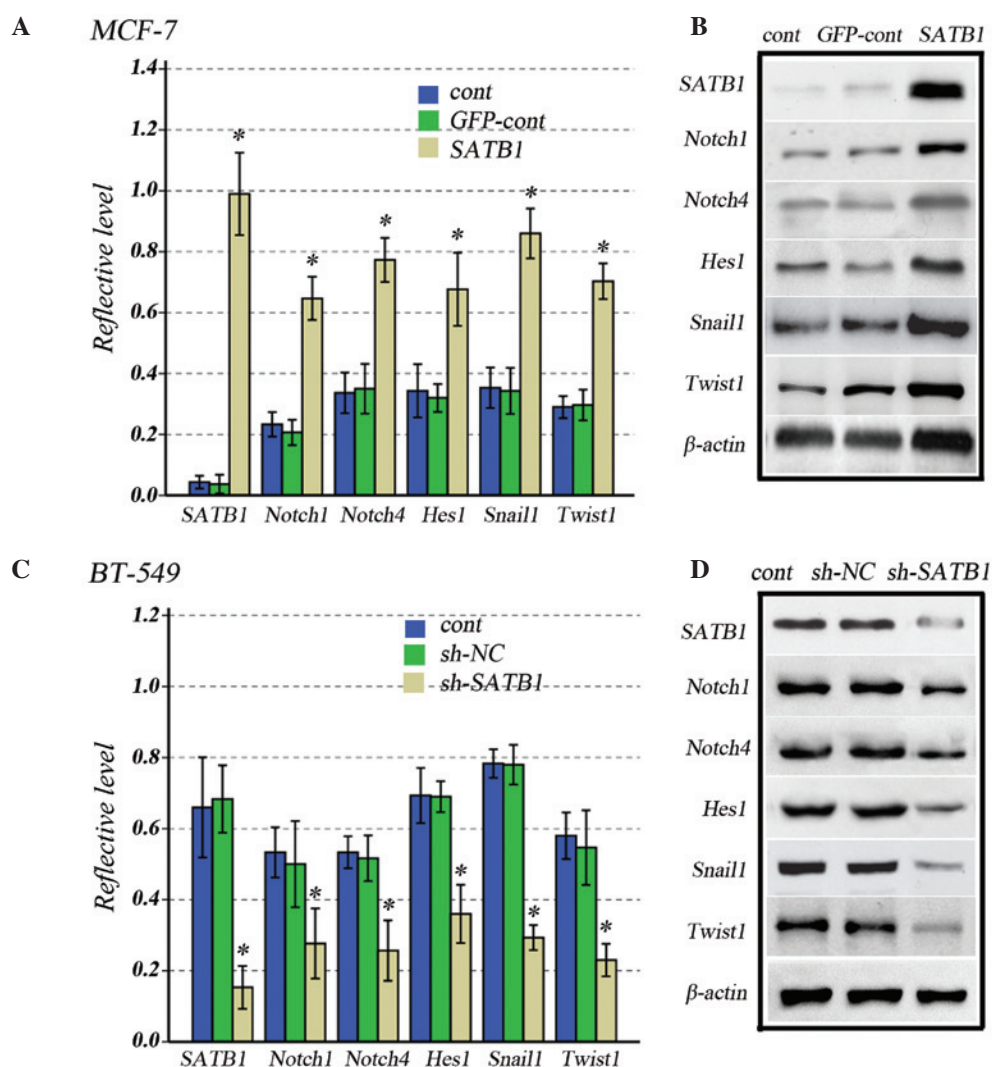 A
MCF-7
Reflective level
1.4
1.2
1.0
0.8
0.6
0.4
0.2
0.0
cont
GFP-cont
SATB1
* * * * * *
SATB1 Notch1 Notch4 Hes1 Snail1 Twist1
B
cont GFP-cont SATB1
SATB1
Notch1
Notch4
Hes1
Snail1
Twist1
β-actin
C
BT-549
Reflective level
1.2
1.0
0.8
0.6
0.4
0.2
0.0
cont
sh-NC
sh-SATB1
* * * * * *
SATB1 Notch1 Notch4 Hes1 Snail1 Twist1
D
cont sh-NC sh-SATB1
SATB1
Notch1
Notch4
Hes1
Snail1
Twist1
β-actin